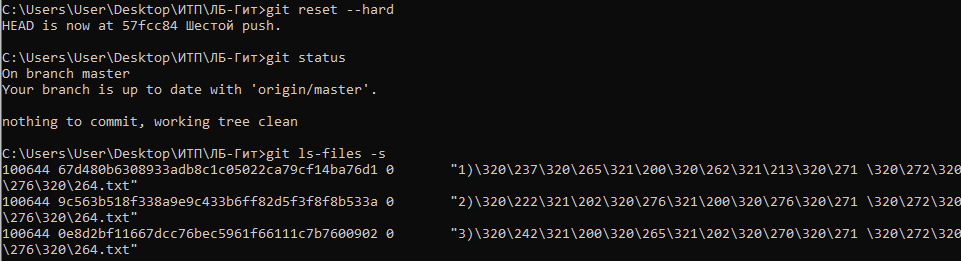 C:\Users\User\Desktop\ИТП\ЛБ-Гит>git reset --hard
HEAD is now at 57fcc84 Шестой push.
C:\Users\User\Desktop\ИТП\ЛБ-Гит>git status
On branch master
Your branch is up to date with 'origin/master'.
nothing to commit, working tree clean
C:\Users\User\Desktop\ИТП\ЛБ-Гит>git ls-files -s
100644 67d480b6308933adb8c1c05022ca79cf14ba76d1 0       "1)\320\237\320\265\321\200\320\262\321\213\320\271 \320\272\320
\276\320\264.txt"
100644 9c563b518f338a9e9c433b6ff82d5f3f8f8b533a 0       "2)\320\222\321\202\320\276\321\200\320\276\320\271 \320\272\320
\276\320\264.txt"
100644 0e8d2bf11667dcc76bec5961f66111c7b7600902 0       "3)\320\242\321\200\320\265\321\202\320\270\320\271 \320\272\320
\276\320\264.txt"